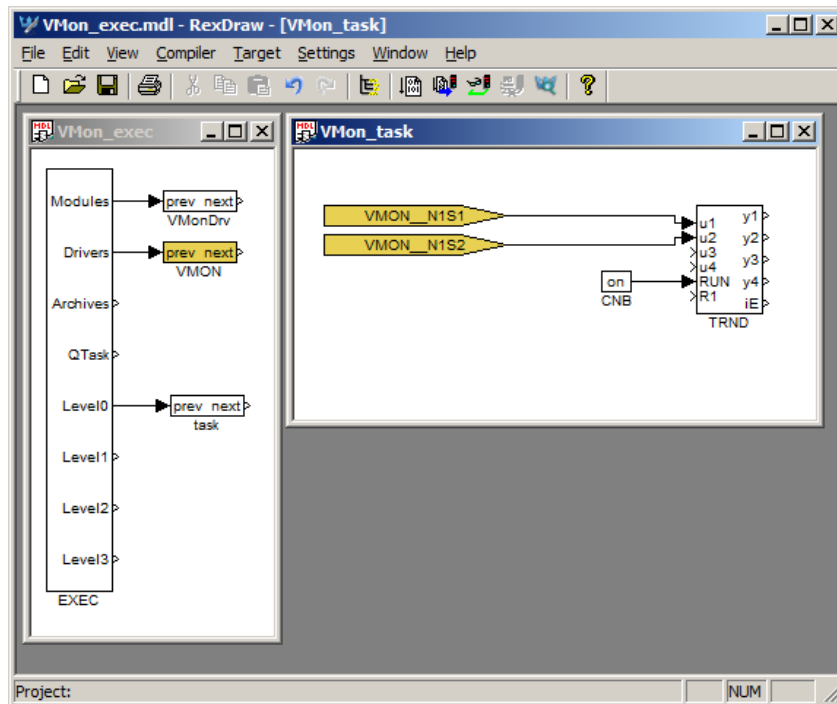 VMon_exec.mdl - RexDraw - [VMon_task]
File Edit View Compiler Target Settings Window Help
VMon_exec
Modules
prev next
VMonDrv
Drivers
prev next
VMON
Archives
QTask
Level0
prev next
task
Level1
Level2
Level3
EXEC
VMon_task
VMON__N1S1
VMON__N1S2
on
CNB
u1 y1
u2 y2
u3 y3
u4
RUN y4
R1 iE
TRND
Project:
NUM